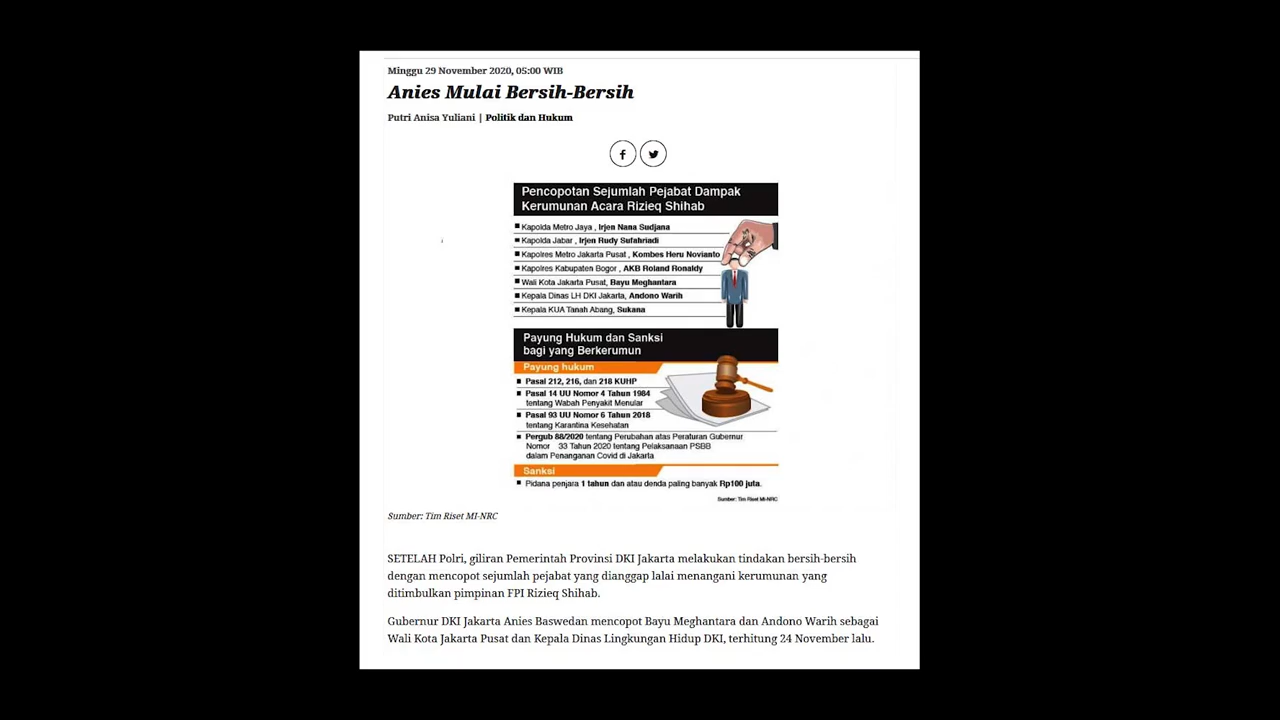 Minggu 29 November 2020, 05:00 WIB
Anies Mulai Bersih-Bersih
Putri Anisa Yuliani | Politik dan Hukum
Pencopotan Sejumlah Pejabat Dampak
Kerumunan Acara Rizieq Shihab
Kapolda Metro Jaya , Irjen Nana Sudjana
Kapolda Jabar , Irjen Rudy Sufahriadi
Kapolres Metro Jakarta Pusat , Kombes Heru Novianto
Kapolres Kabupaten Bogor , AKB Roland Ronaldy
Wali Kota Jakarta Pusat, Bayu Meghantara
Kepala Dinas LH DKI Jakarta, Andono Warih
Kepala KUA Tanah Abang, Sukana
Payung Hukum dan Sanksi
bagi yang Berkerumun
Payung hukum
Pasal 212, 216, dan 218 KUHP
Pasal 14 UU Nomor 4 Tahun 1984
tentang Wabah Penyakit Menular
Pasal 93 UU Nomor 6 Tahun 2018
tentang Karantina Kesehatan
Pergub 88/2020 tentang Perubahan atas Peraturan Gubernur
Nomor 33 Tahun 2020 tentang Pelaksanaan PSBB
dalam Penanganan Covid di Jakarta
Sanksi
Pidana penjara 1 tahun dan atau denda paling banyak Rp100 juta.
Sumber: Tim Riset MI-NRC
Sumber: Tim Riset MI-NRC
SETELAH Polri, giliran Pemerintah Provinsi DKI Jakarta melakukan tindakan bersih-bersih
dengan mencopot sejumlah pejabat yang dianggap lalai menangani kerumunan yang
ditimbulkan pimpinan FPI Rizieq Shihab.
Gubernur DKI Jakarta Anies Baswedan mencopot Bayu Meghantara dan Andono Warih sebagai
Wali Kota Jakarta Pusat dan Kepala Dinas Lingkungan Hidup DKI, terhitung 24 November lalu.